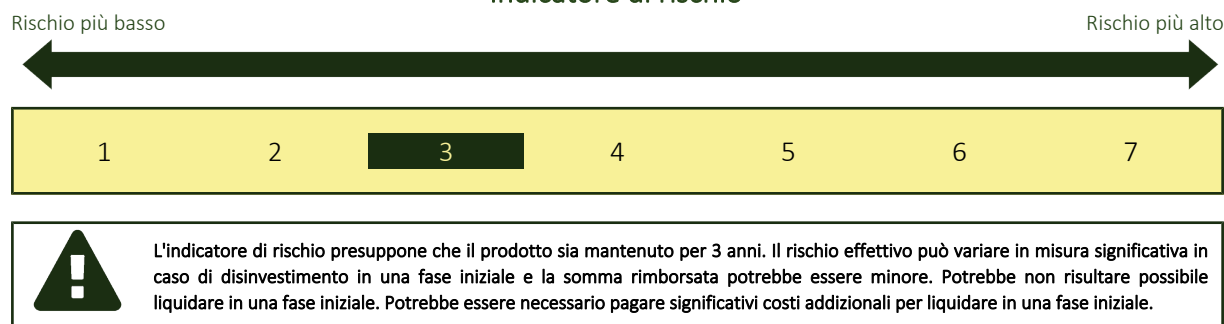 Indicatore di rischio
Rischio più basso
Rischio più alto
1 2 3 4 5 6 7
L'indicatore di rischio presuppone che il prodotto sia mantenuto per 3 anni. Il rischio effettivo può variare in misura significativa in
caso di disinvestimento in una fase iniziale e la somma rimborsata potrebbe essere minore. Potrebbe non risultare possibile
liquidare in una fase iniziale. Potrebbe essere necessario pagare significativi costi addizionali per liquidare in una fase iniziale.